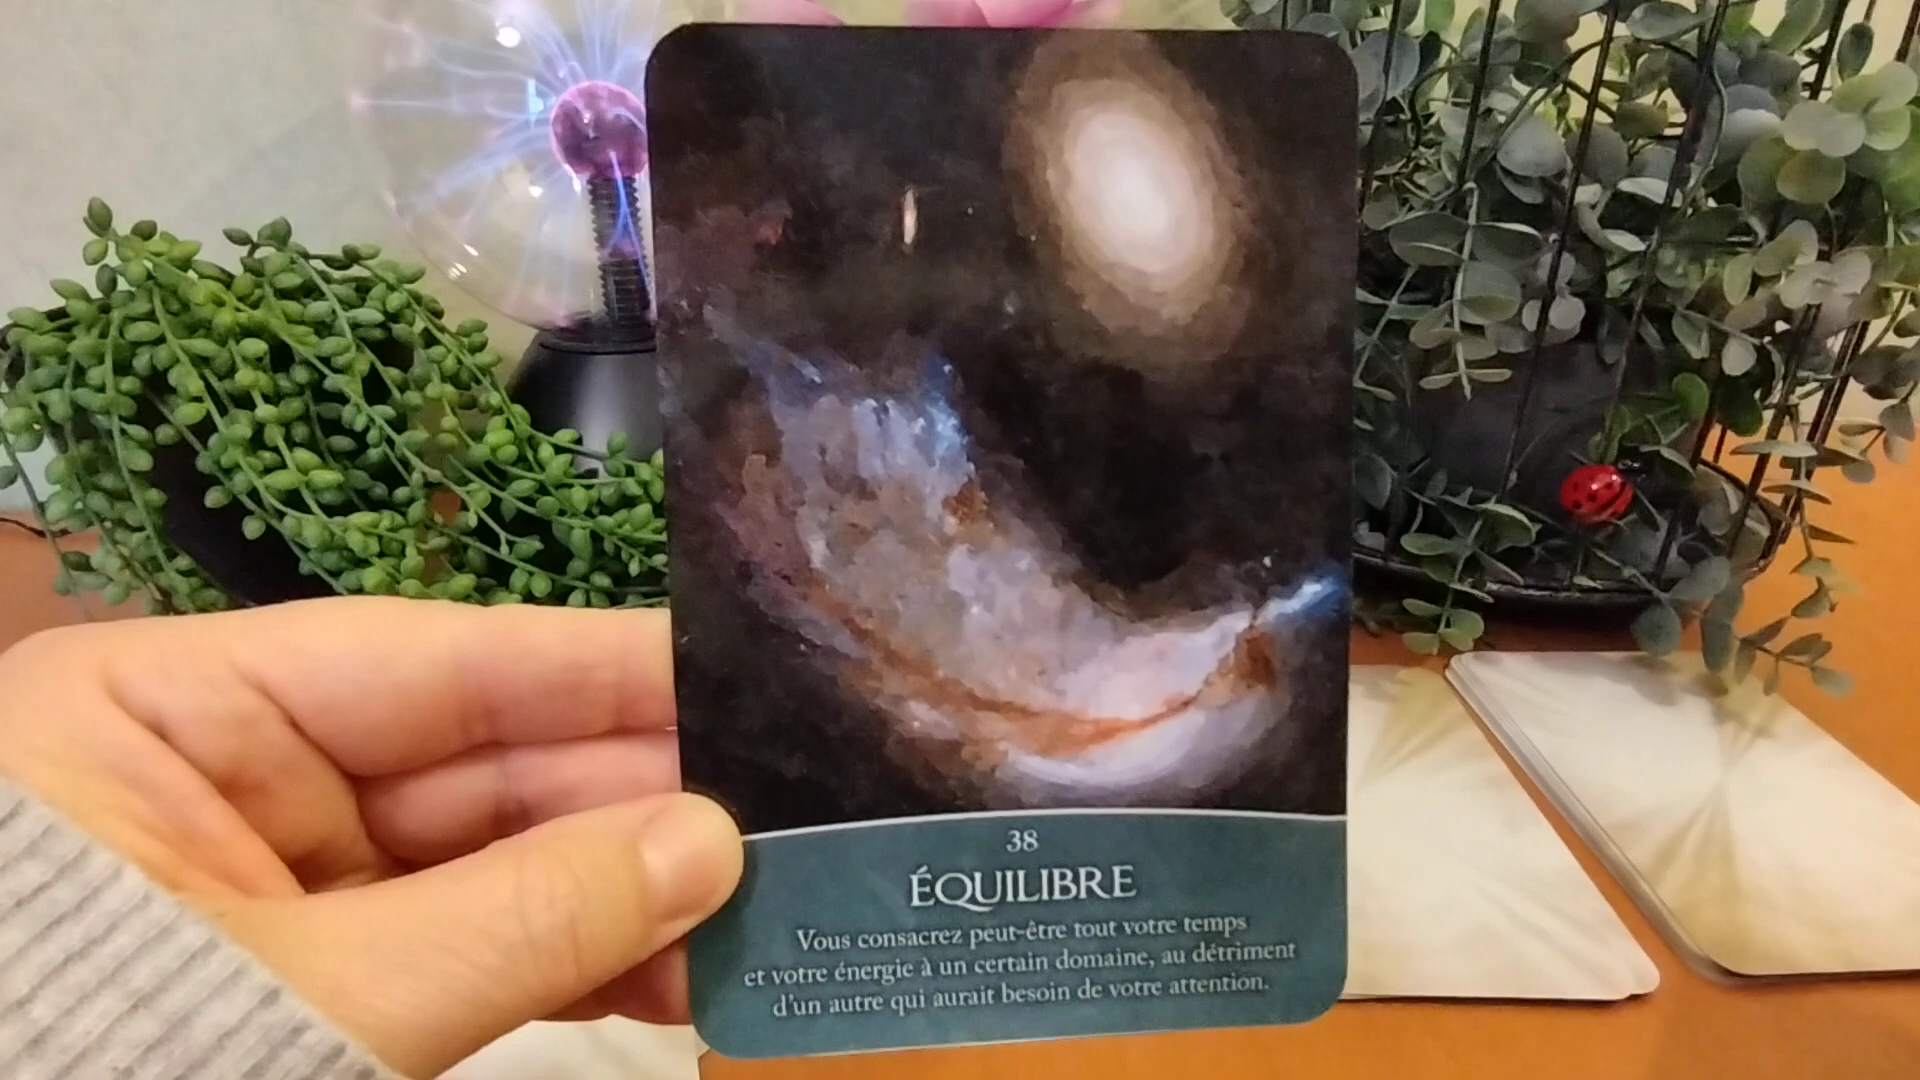 38
ÉQUILIBRE
Vous consacrez peut-être tout votre temps
et votre énergie à un certain domaine, au détriment
d'un autre qui aurait besoin de votre attention.